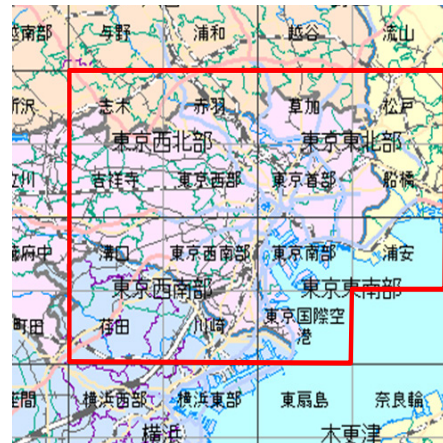 越南部 与野 浦和 越谷 流山
所沢 志木 赤羽 草加 松戸
東京西北部 東京東北部
立川 吉祥寺 東京西部 東京首部 船橋
府中 溝口 東京西南部 東京南部 浦安
東京西南部 東京東南部
町田 荏田 川崎 東京国際空
港
座間 横浜西部 横浜東部 東扇島 奈良輪
横浜 木更津